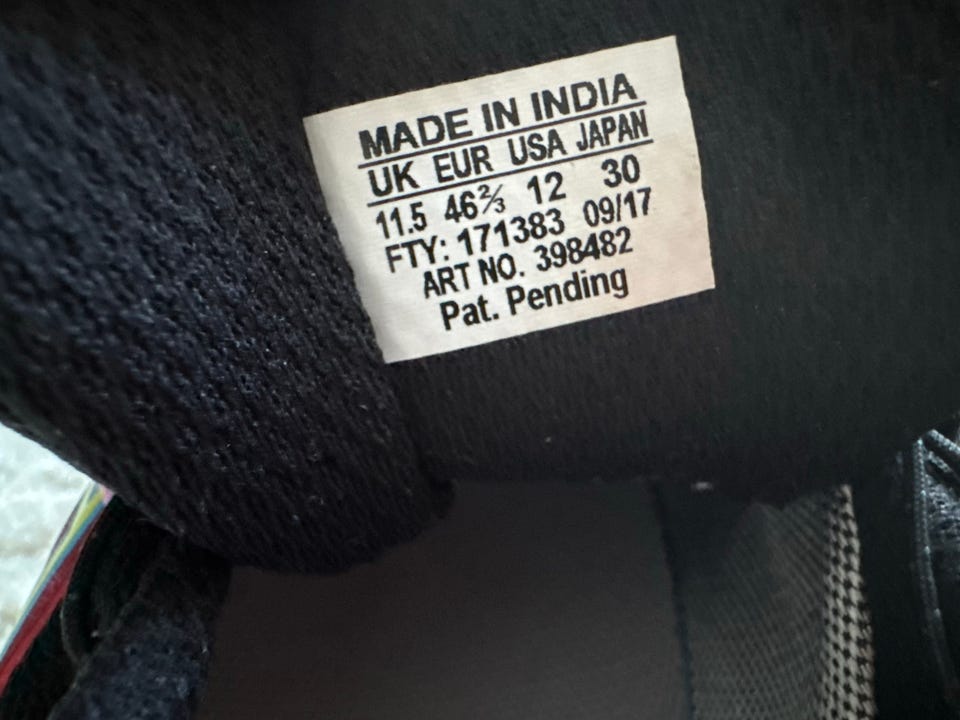 MADE IN INDIA
UK EUR USA JAPAN
11.5 46⅔ 12 30
FTY: 171383 09/17
ART NO. 398482
Pat. Pending